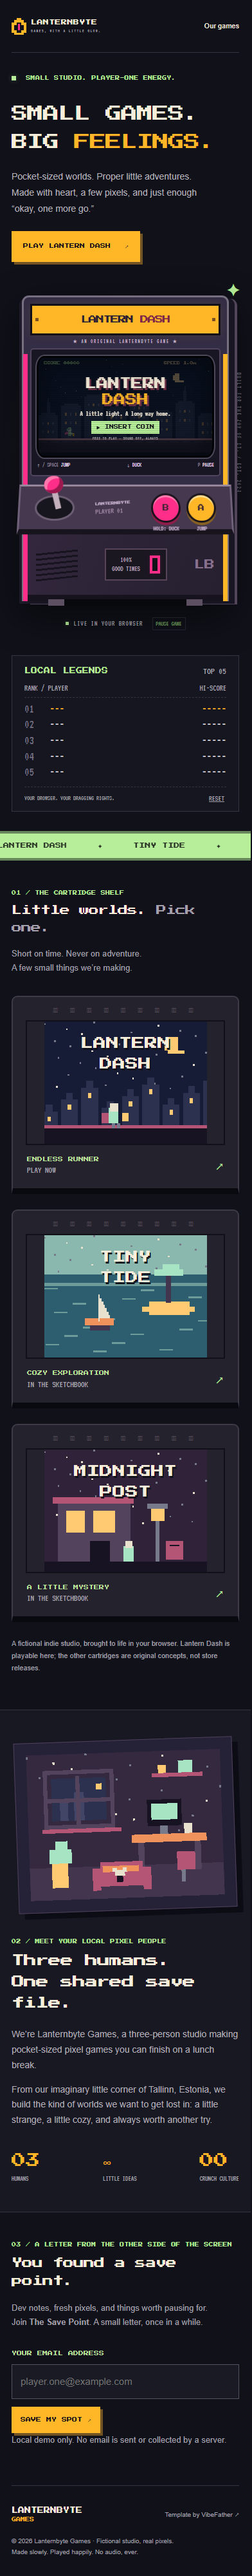 LANTERNBYTE
GAMES, WITH A LITTLE GLOW.
Our games
SMALL STUDIO. PLAYER-ONE ENERGY.
SMALL GAMES.
BIG FEELINGS.
Pocket-sized worlds. Proper little adventures.
Made with heart, a few pixels, and just enough
“okay, one more go.”
PLAY LANTERN DASH ↗
LANTERN DASH
★ AN ORIGINAL LANTERNBYTE GAME ★
LANTERN
DASH
A little light. A long way home.
▶ INSERT COIN
↑ / SPACE JUMP
↓ DUCK
P PAUSE
LANTERNBYTE
PLAYER 01
B
A
HOLD: DUCK
JUMP
100%
GOOD TIMES
LB
LIVE IN YOUR BROWSER
PAUSE GAME
LOCAL LEGENDS
TOP 05
RANK / PLAYER
HI-SCORE
01 --- -----
02 --- -----
03 --- -----
04 --- -----
05 --- -----
YOUR BROWSER. YOUR BRAGGING RIGHTS.
RESET
LANTERN DASH ✦ TINY TIDE ✦
01 / THE CARTRIDGE SHELF
Little worlds. Pick
one.
Short on time. Never on adventure.
A few small things we’re making.
LANTERN
DASH
ENDLESS RUNNER
PLAY NOW
↗
TINY
TIDE
COZY EXPLORATION
IN THE SKETCHBOOK
↗
MIDNIGHT
POST
A LITTLE MYSTERY
IN THE SKETCHBOOK
↗
A fictional indie studio, brought to life in your browser. Lantern Dash is
playable here; the other cartridges are original concepts, not store
releases.
02 / MEET YOUR LOCAL PIXEL PEOPLE
Three humans.
One shared save
file.
We’re Lanternbyte Games, a three-person studio making
pocket-sized pixel games you can finish on a lunch
break.
From our imaginary little corner of Tallinn, Estonia, we
build the kind of worlds we want to get lost in: a little
strange, a little cozy, and always worth another try.
03
HUMANS
∞
LITTLE IDEAS
00
CRUNCH CULTURE
03 / A LETTER FROM THE OTHER SIDE OF THE SCREEN
You found a save
point.
Dev notes, fresh pixels, and things worth pausing for.
Join The Save Point. A small letter, once in a while.
YOUR EMAIL ADDRESS
player.one@example.com
SAVE MY SPOT ↗
Local demo only. No email is sent or collected by a server.
LANTERNBYTE
GAMES
Template by VibeFather ↗
© 2026 Lanternbyte Games · Fictional studio, real pixels.
Made slowly. Played happily. No audio, ever.